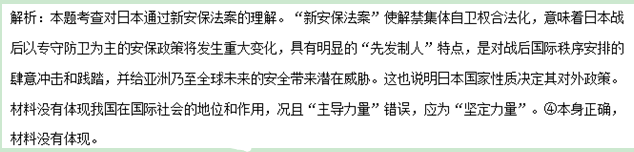 解析：本题考查对日本通过新安保法案的理解。“新安保法案”使解禁集体自卫权合法化，意味着日本战
后以专守防卫为主的安保政策将发生重大变化，具有明显的“先发制人”特点，是对战后国际秩序安排的
肆意冲击和践踏，并给亚洲乃至全球未来的安全带来潜在威胁。这也说明日本国家性质决定其对外政策。
材料没有体现我国在国际社会的地位和作用，况且“主导力量”错误，应为“坚定力量”。④本身正确，
材料没有体现。